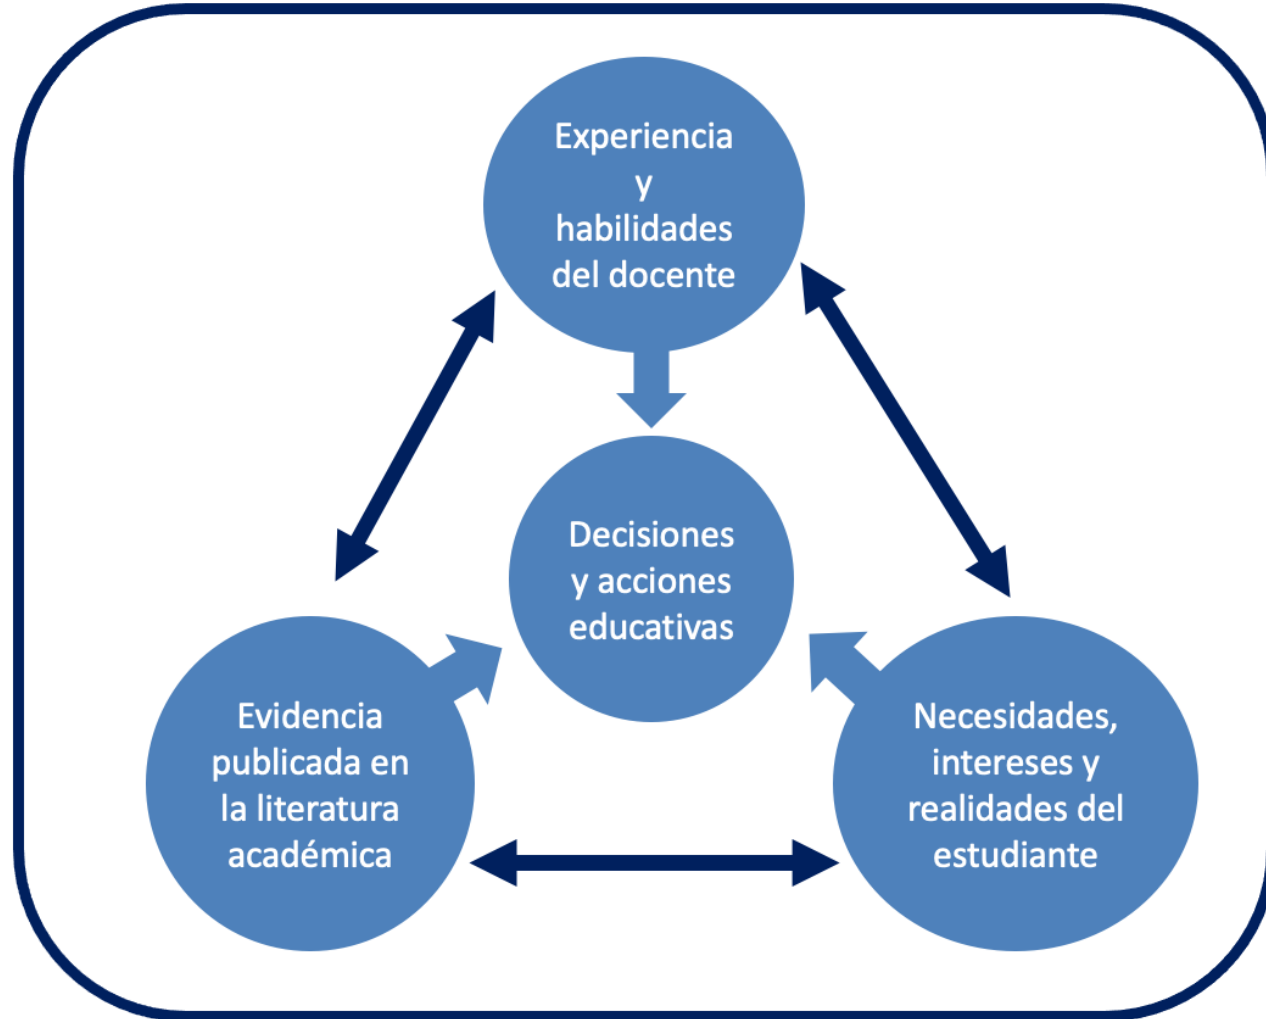 Experiencia
y
habilidades
del docente
Decisiones
y acciones
educativas
Evidencia
publicada en
la literatura
académica
Necesidades,
intereses y
realidades del
estudiante